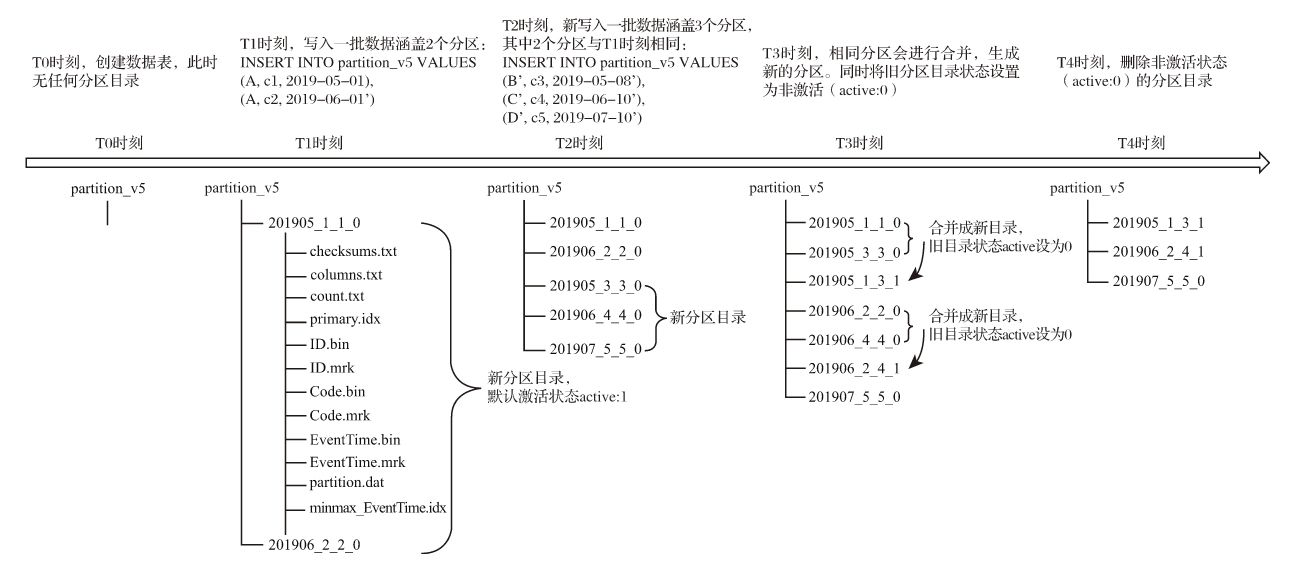 T0时刻，创建数据表，此时
无任何分区目录
T1时刻，写入一批数据涵盖2个分区：
INSERT INTO partition_v5 VALUES
(A, c1, 2019-05-01),
(A, c2, 2019-06-01’)
T2时刻，新写入一批数据涵盖3个分区，
其中2个分区与T1时刻相同：
INSERT INTO partition_v5 VALUES
(B’, c3, 2019-05-08’),
(C’, c4, 2019-06-10’),
(D’, c5, 2019-07-10’)
T3时刻，相同分区会进行合并，生成
新的分区。同时将旧分区目录状态设置
为非激活（active:0）
T4时刻，删除非激活状态
（active:0）的分区目录
T0时刻
T1时刻
T2时刻
T3时刻
T4时刻
partition_v5
partition_v5
201905_1_1_0
checksums.txt
columns.txt
count.txt
primary.idx
ID.bin
ID.mrk
Code.bin
Code.mrk
EventTime.bin
EventTime.mrk
partition.dat
minmax_EventTime.idx
201906_2_2_0
新分区目录，
默认激活状态active:1
partition_v5
201905_1_1_0
201906_2_2_0
201905_3_3_0
201906_4_4_0
201907_5_5_0
新分区目录
partition_v5
201905_1_1_0
201905_3_3_0
201905_1_3_1
201906_2_2_0
201906_4_4_0
201906_2_4_1
201907_5_5_0
合并成新目录，
旧目录状态active设为0
合并成新目录，
旧目录状态active设为0
partition_v5
201905_1_3_1
201906_2_4_1
201907_5_5_0